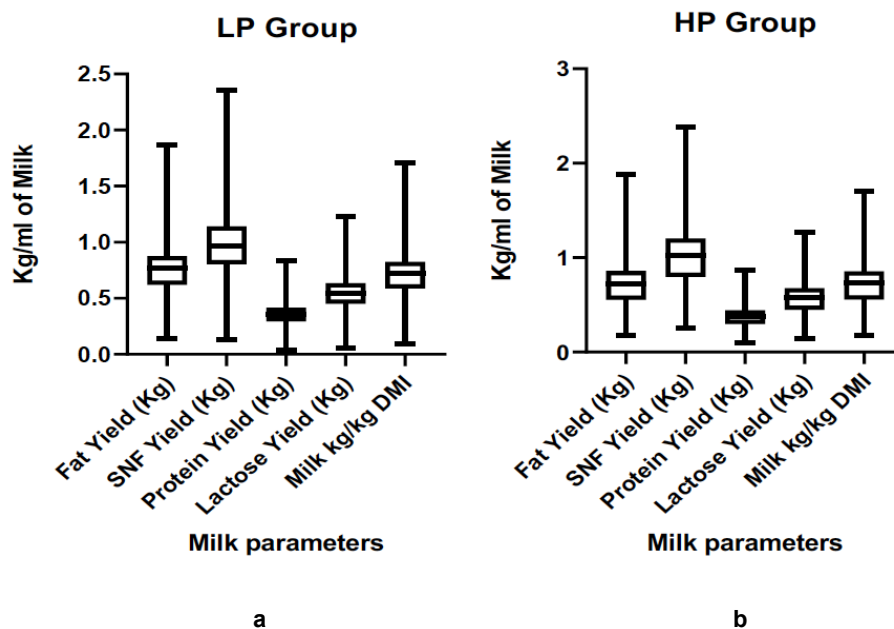 LP Group
Kg/ml of Milk
2.5
2.0
1.5
1.0
0.5
0.0
Fat Yield (Kg)
SNF Yield (Kg)
Protein Yield (Kg)
Lactose Yield (Kg)
Milk kg/kg DMI
Milk parameters
a
HP Group
Kg/ml of Milk
3
2
1
0
Fat Yield (Kg)
SNF Yield (Kg)
Protein Yield (Kg)
Lactose Yield (Kg)
Milk kg/kg DMI
Milk parameters
b